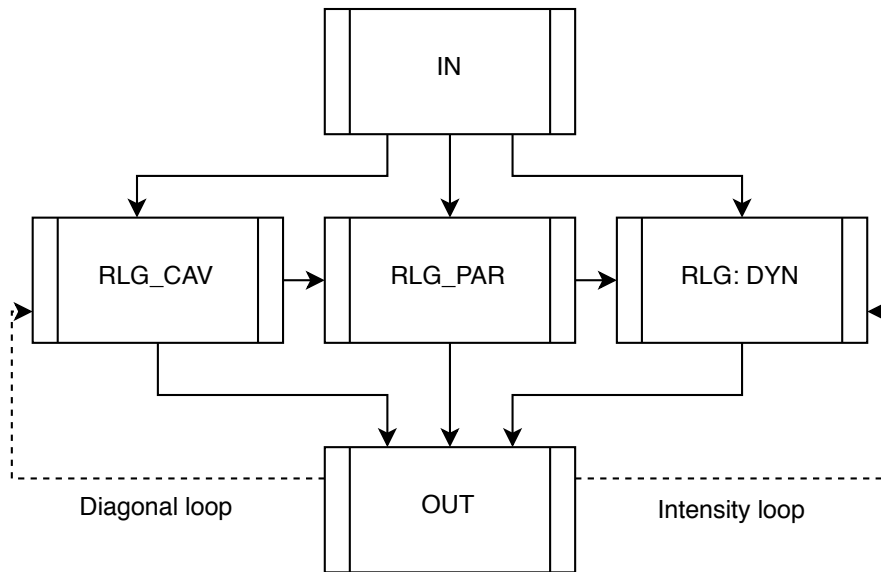 IN
RLG_CAV
RLG_PAR
RLG: DYN
Diagonal loop
OUT
Intensity loop